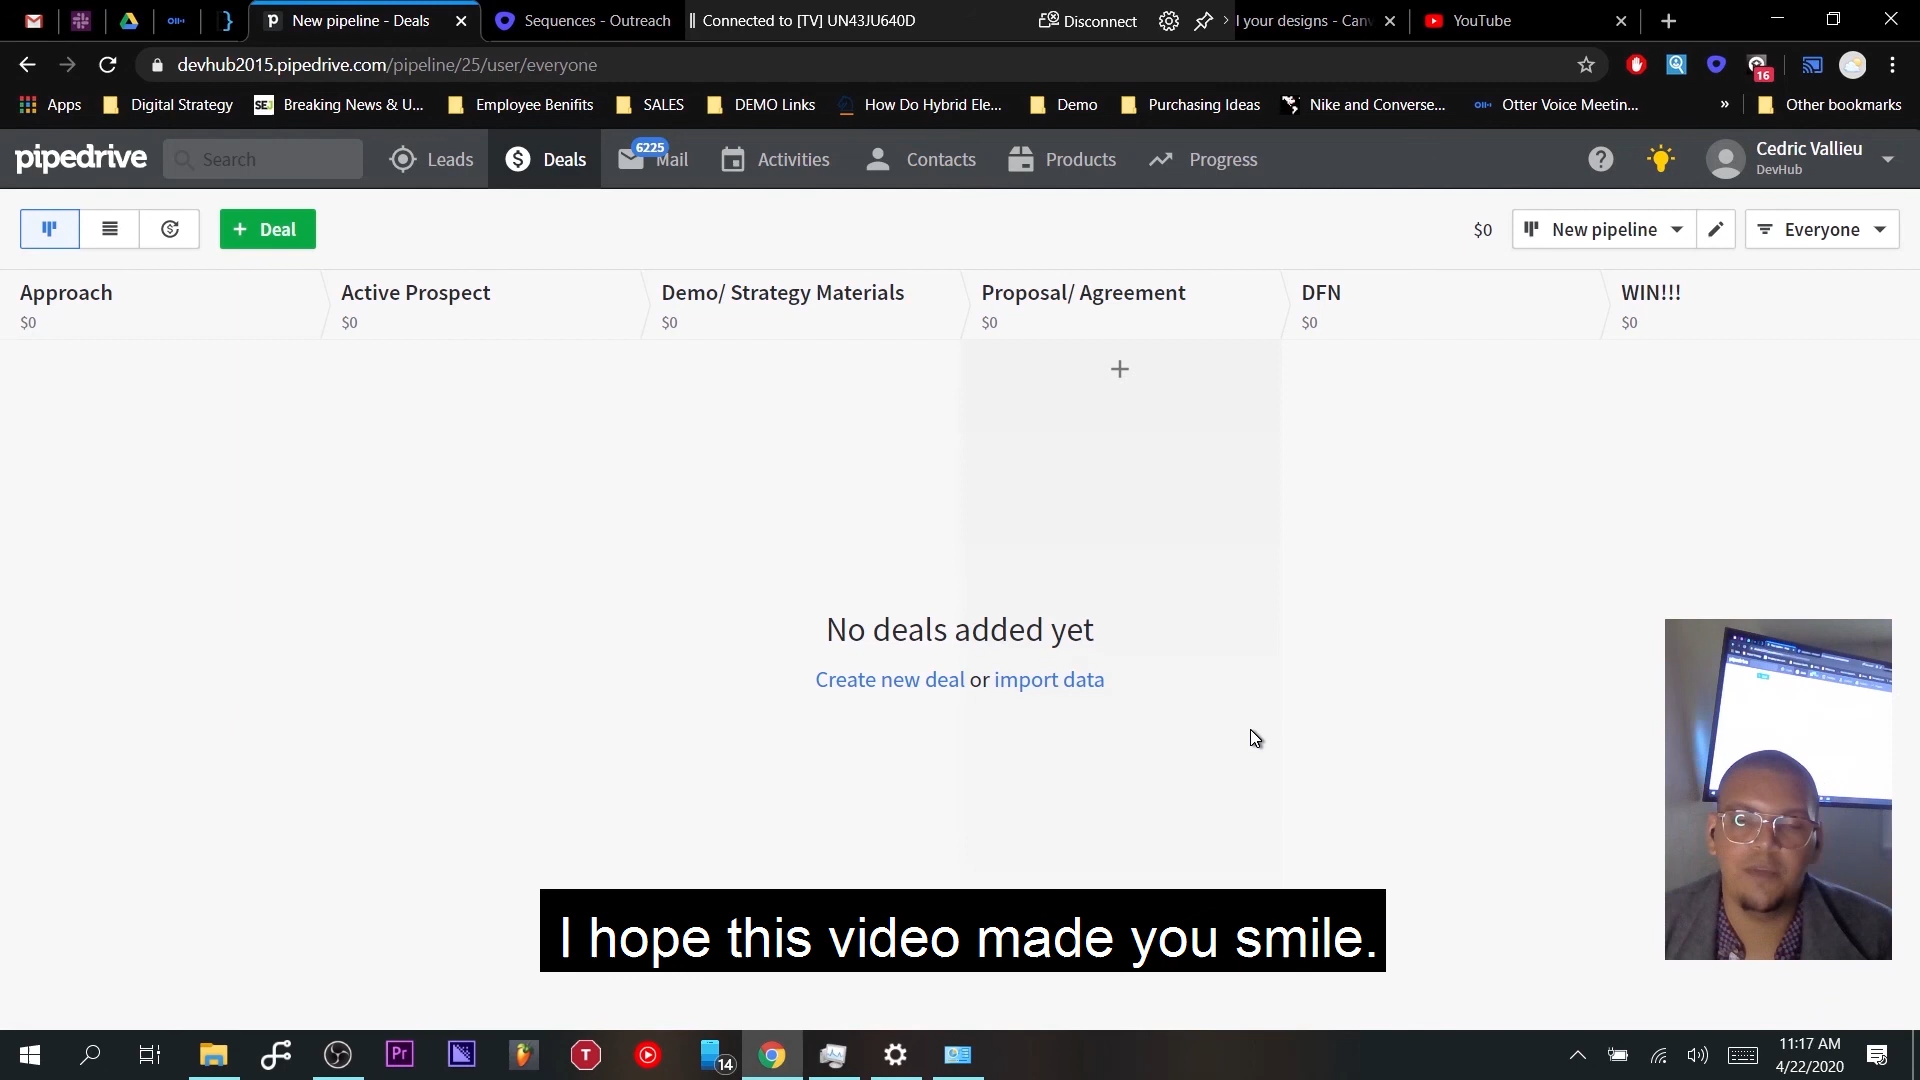 New pipeline - Deals
Sequences - Outreach
Connected to [TV] UN43JU640D
Disconnect
l your designs - Canv
YouTube
devhub2015.pipedrive.com/pipeline/25/user/everyone
16
Apps
Digital Strategy
SEJ
Breaking News & U...
Employee Benifits
SALES
DEMO Links
How Do Hybrid Ele...
Demo
Purchasing Ideas
Nike and Converse...
Otter Voice Meetin...
»
Other bookmarks
pipedrive
Search
Leads
Deals
6225
Mail
Activities
Contacts
Products
Progress
Cedric Vallieu
DevHub
+ Deal
$0
New pipeline
Everyone
Approach
$0
Active Prospect
$0
Demo/ Strategy Materials
$0
Proposal/ Agreement
$0
DFN
$0
WIN!!!
$0
No deals added yet
Create new deal or import data
I hope this video made you smile.
Pr
T
14
11:17 AM
4/22/2020